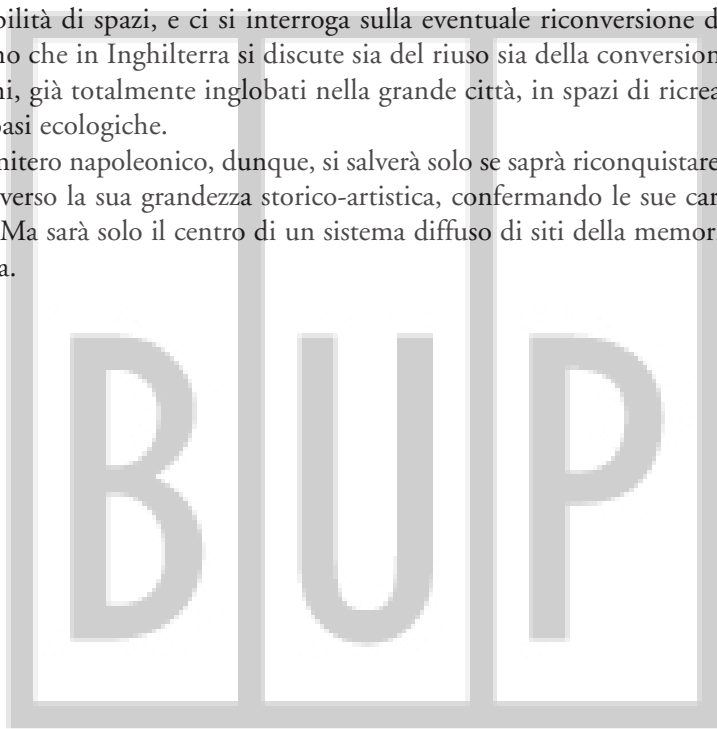 bilità di spazi, e ci si interroga sulla eventuale riconversione d
no che in Inghilterra si discute sia del riuso sia della conversion
ni, già totalmente inglobati nella grande città, in spazi di ricrea
oasi ecologiche.
mitero napoleonico, dunque, si salverà solo se saprà riconquistare
verso la sua grandezza storico-artistica, confermando le sue car
Ma sarà solo il centro di un sistema diffuso di siti della memor
a.
BUP